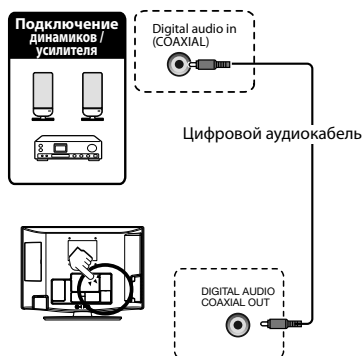 Подключение
динамиков /
усилителя
Digital audio in
(COAXIAL)
Цифровой аудиокабель
DIGITAL AUDIO
COAXIAL OUT